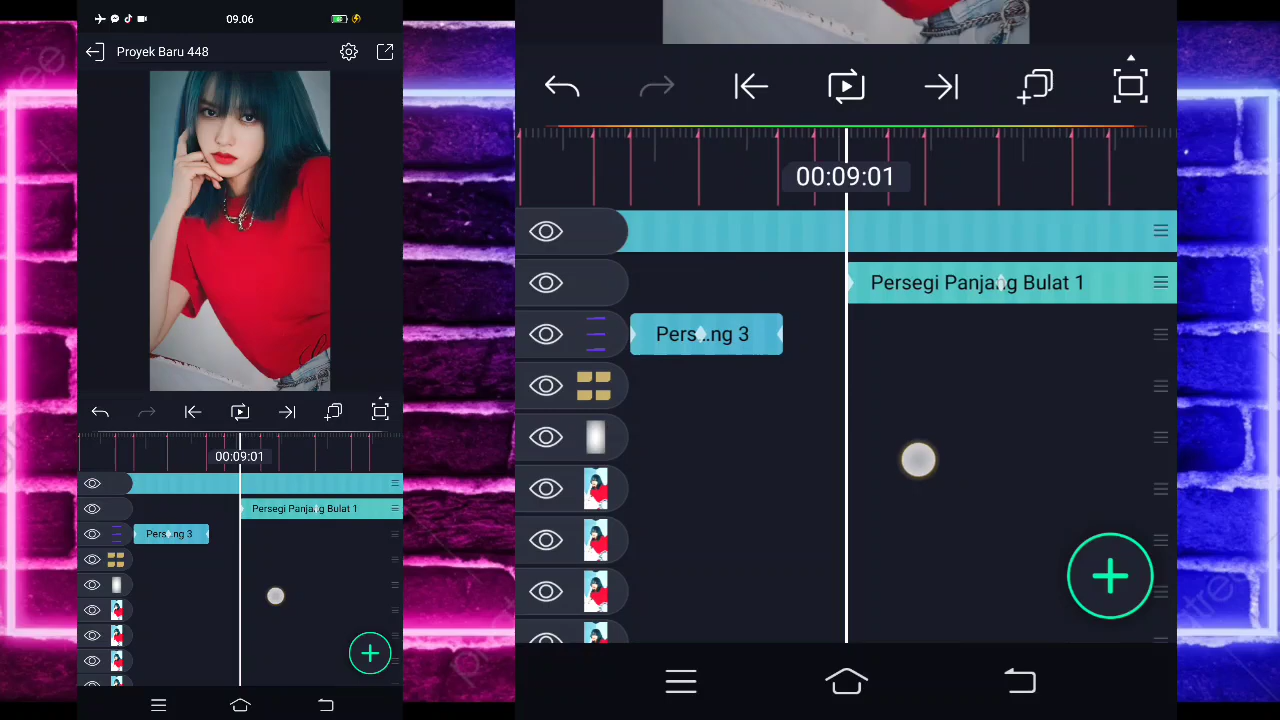 09.06
Proyek Baru 448
00:09:01
Persegi Panjang Bulat 1
Pers...ng 3
00:09:01
Persegi Panjang Bulat 1
Pers...ng 3